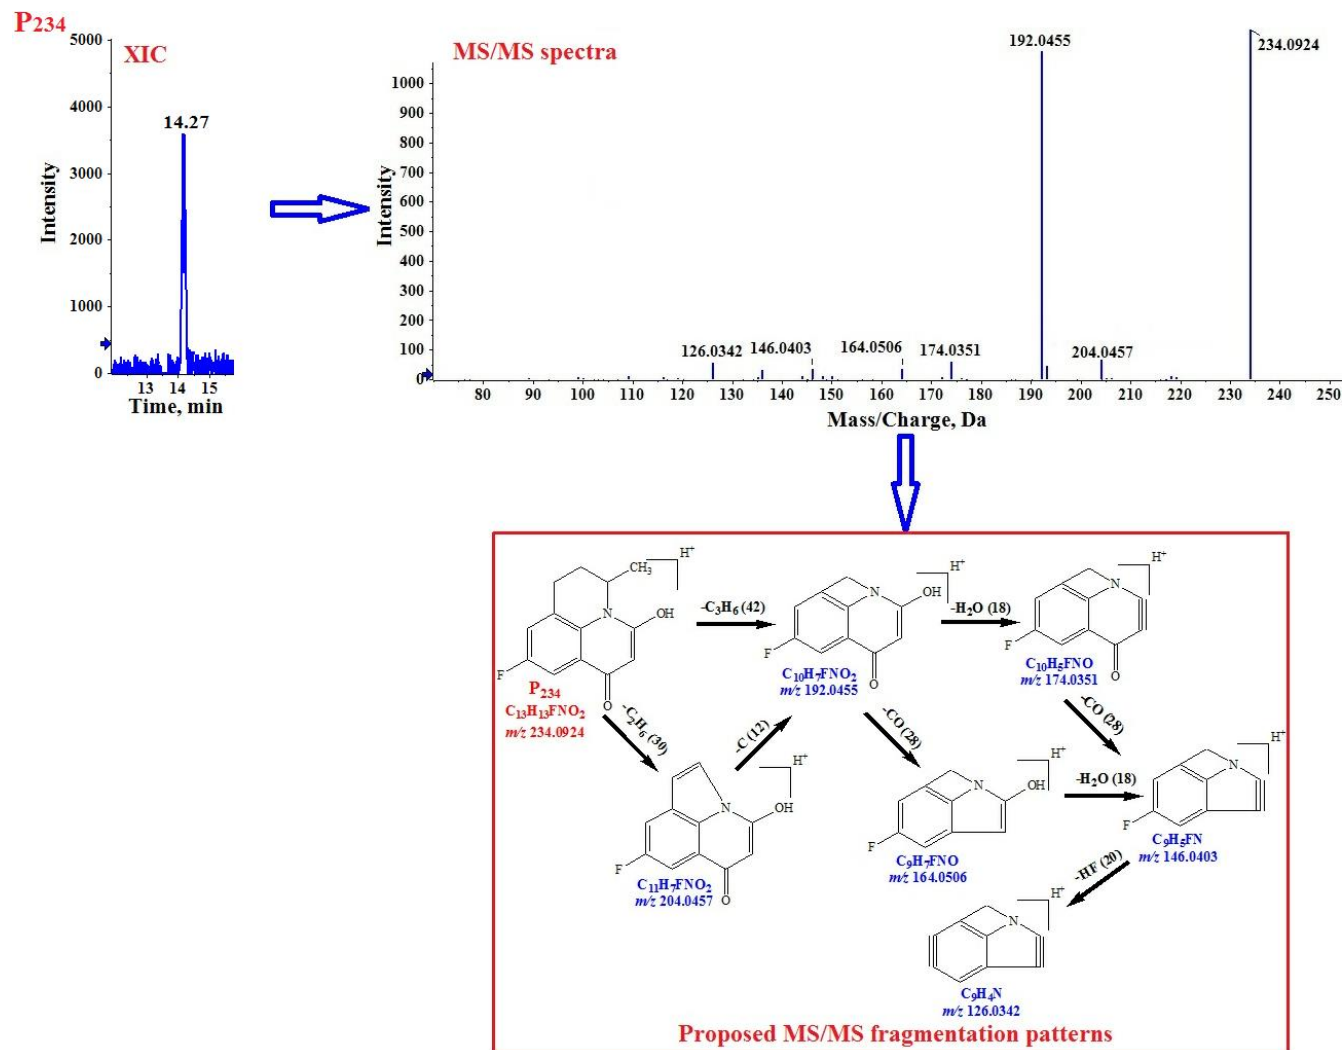 P234
XIC
MS/MS spectra
5000
4000
3000
2000
1000
0
Intensity
14.27
13 14 15
Time, min
1000
900
800
700
600
500
400
300
200
100
0
Intensity
126.0342
146.0403
164.0506
174.0351
192.0455
204.0457
234.0924
80 90 100 110 120 130 140 150 160 170 180 190 200 210 220 230 240 250
Mass/Charge, Da
CH3
H+
N
OH
F
O
P234
C13H13FNO2
m/z 234.0924
-C3H6 (42)
H+
N
OH
F
O
C10H7FNO2
m/z 192.0455
-H2O (18)
H+
N
F
O
C10H5FNO
m/z 174.0351
-C2H6 (30)
-C (12)
-CO (28)
-CO (28)
H+
N
OH
F
O
C11H7FNO2
m/z 204.0457
H+
N
OH
F
C9H7FNO
m/z 164.0506
-H2O (18)
H+
N
F
C9H5FN
m/z 146.0403
-HF (20)
H+
N
C9H4N
m/z 126.0342
Proposed MS/MS fragmentation patterns